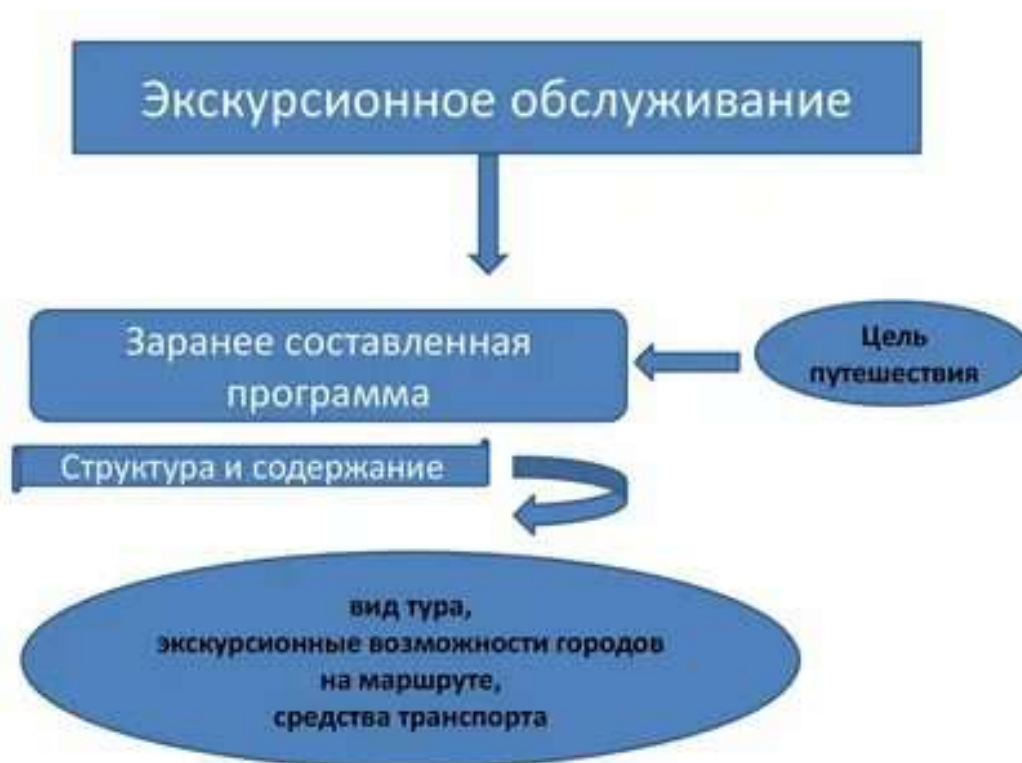 Экскурсионное обслуживание
Заранее составленная
программа
Цель
путешествия
Структура и содержание
вид тура,
экскурсионные возможности городов
на маршруте,
средства транспорта